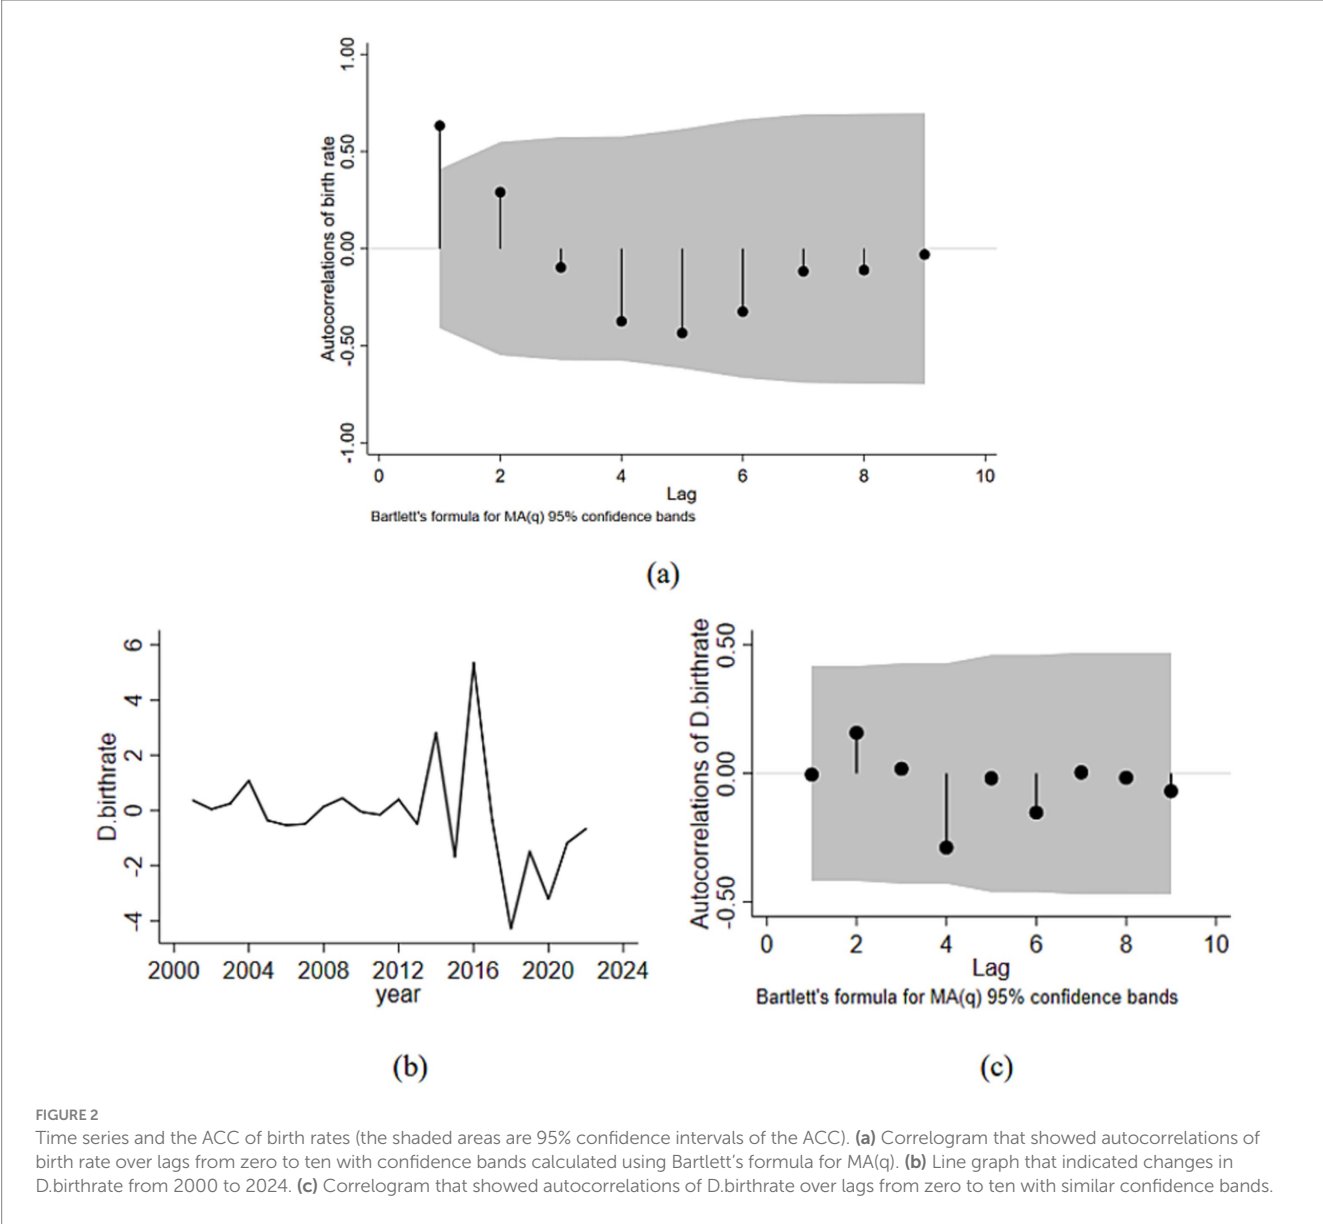 1.00
0.50
0.00
-0.50
-1.00
Autocorrelations of birth rate
0 2 4 6 8 10
Lag
Bartlett's formula for MA(q) 95% confidence bands
(a)
6
4
2
0
-2
-4
D.birthrate
2000 2004 2008 2012 2016 2020 2024
year
(b)
0.50
0.00
-0.50
Autocorrelations of D.birthrate
0 2 4 6 8 10
Lag
Bartlett's formula for MA(q) 95% confidence bands
(c)
FIGURE 2
Time series and the ACC of birth rates (the shaded areas are 95% confidence intervals of the ACC). (a) Correlogram that showed autocorrelations of
birth rate over lags from zero to ten with confidence bands calculated using Bartlett's formula for MA(q). (b) Line graph that indicated changes in
D.birthrate from 2000 to 2024. (c) Correlogram that showed autocorrelations of D.birthrate over lags from zero to ten with similar confidence bands.